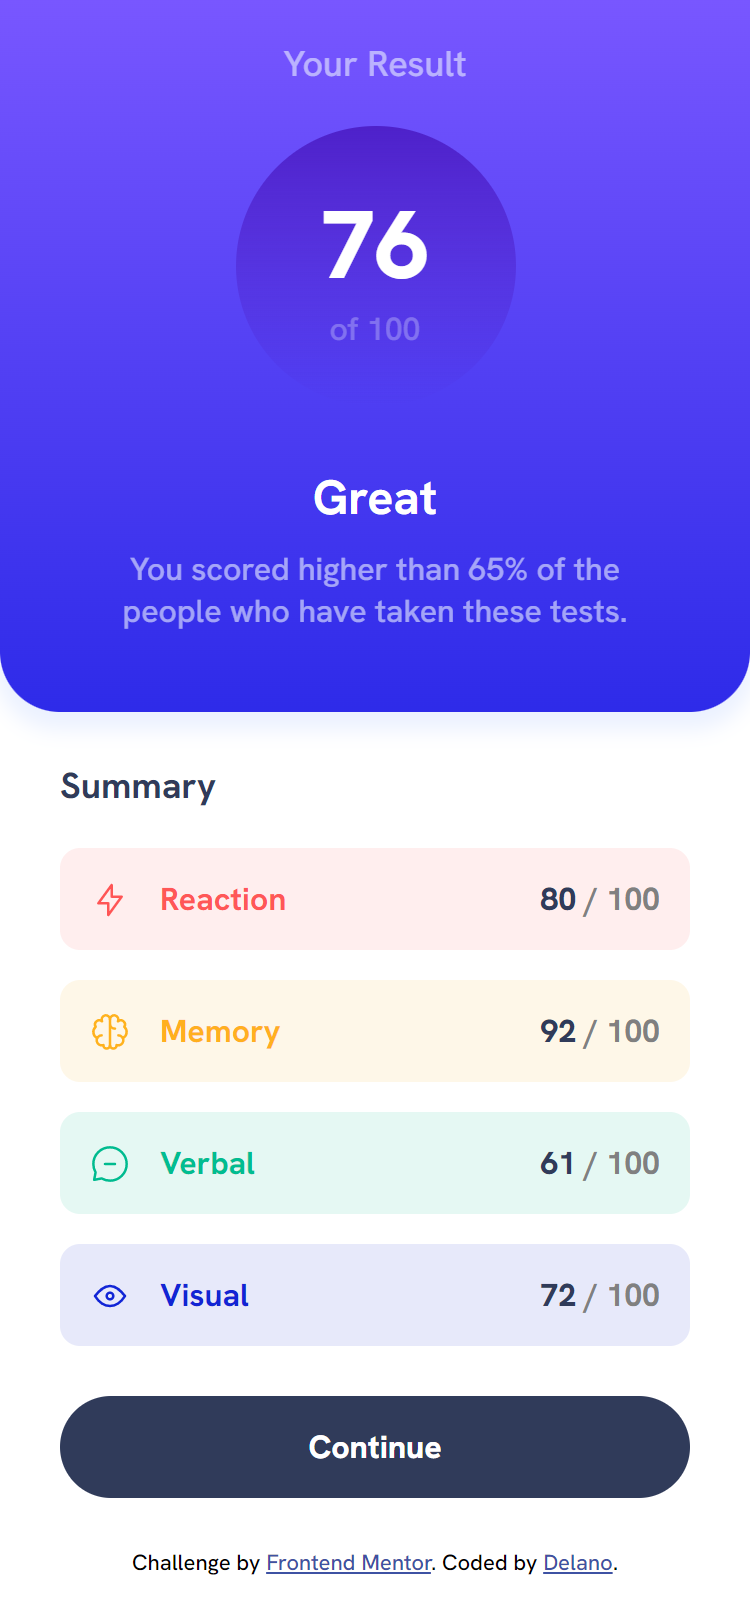 Your Result
76
of 100
Great
You scored higher than 65% of the
people who have taken these tests.
Summary
Reaction 80 / 100
Memory 92 / 100
Verbal 61 / 100
Visual 72 / 100
Continue
Challenge by Frontend Mentor. Coded by Delano.